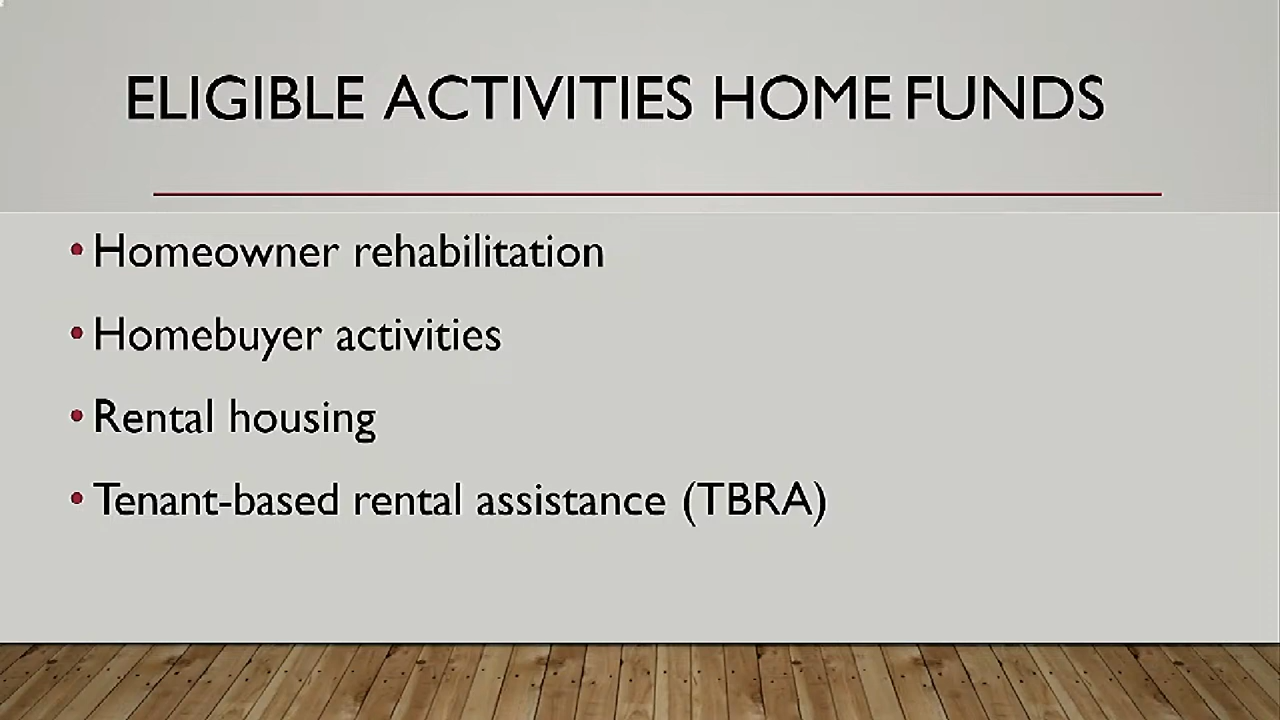 ELIGIBLE ACTIVITIES HOME FUNDS
• Homeowner rehabilitation
• Homebuyer activities
• Rental housing
• Tenant-based rental assistance (TBRA)